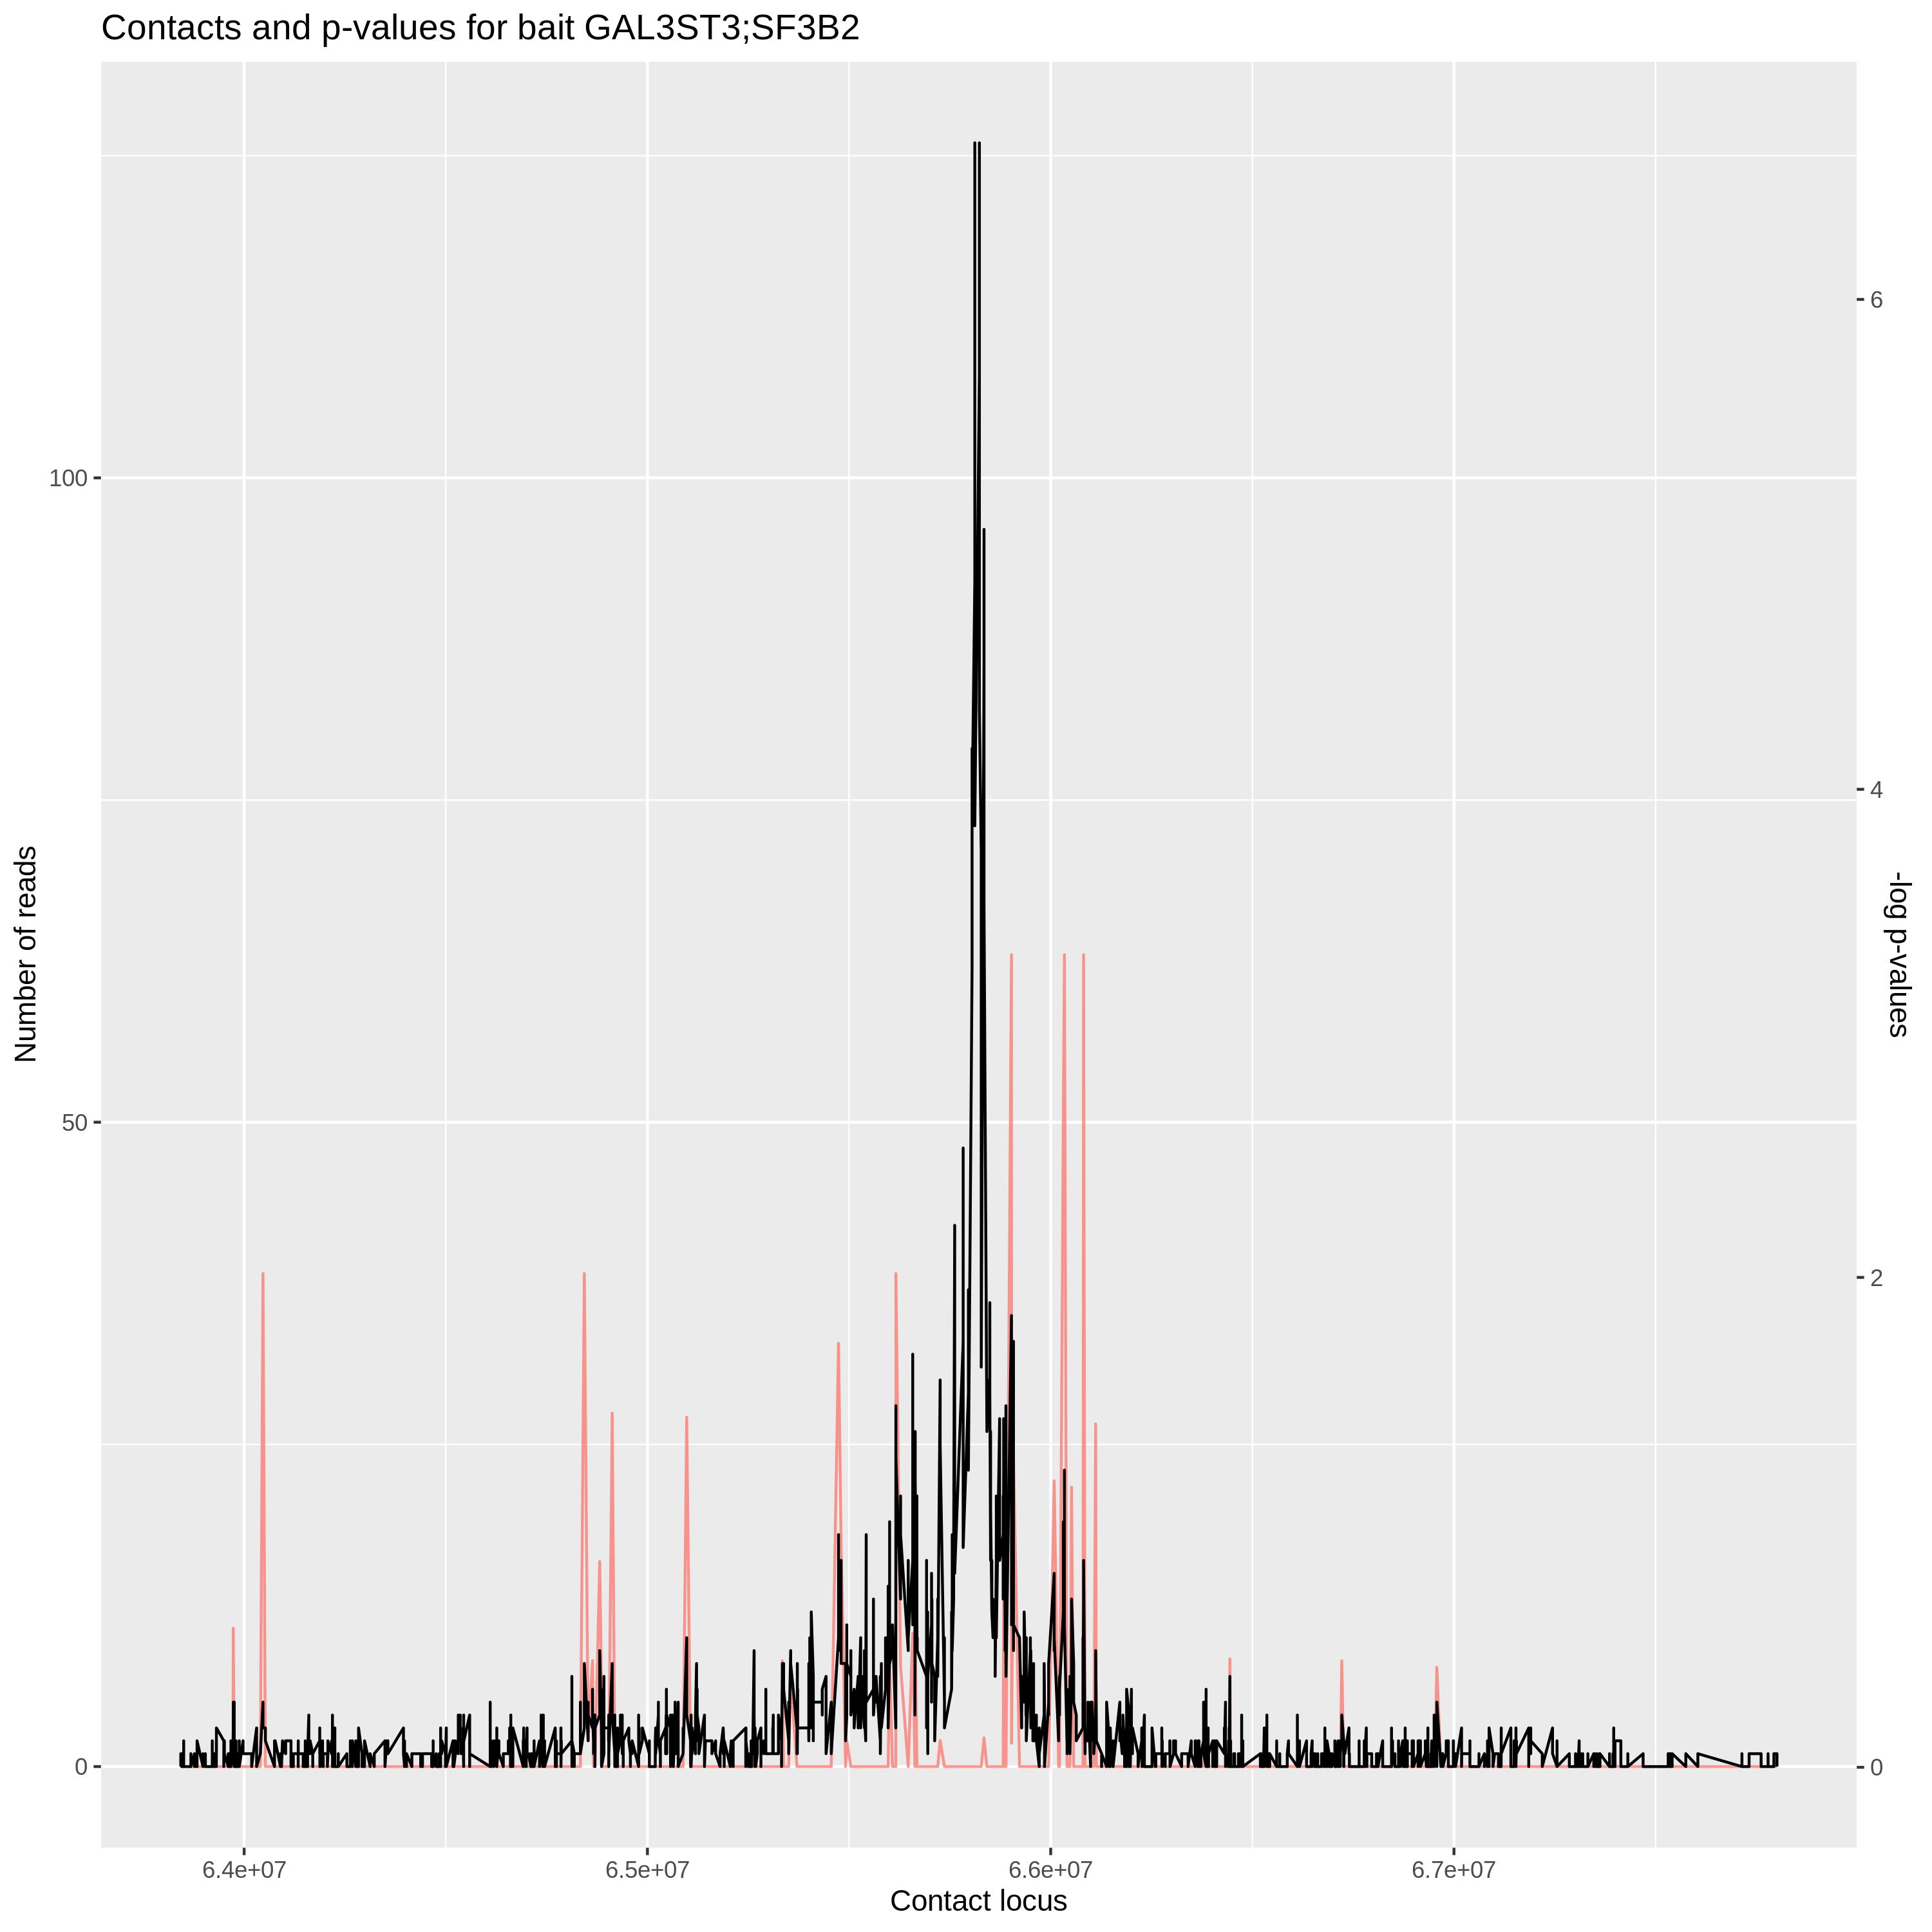 Contacts and p-values for bait GAL3ST3;SF3B2
Number of reads
100
50
0
6
4
2
0
-log p-values
6.4e+07
6.5e+07
6.6e+07
6.7e+07
Contact locus